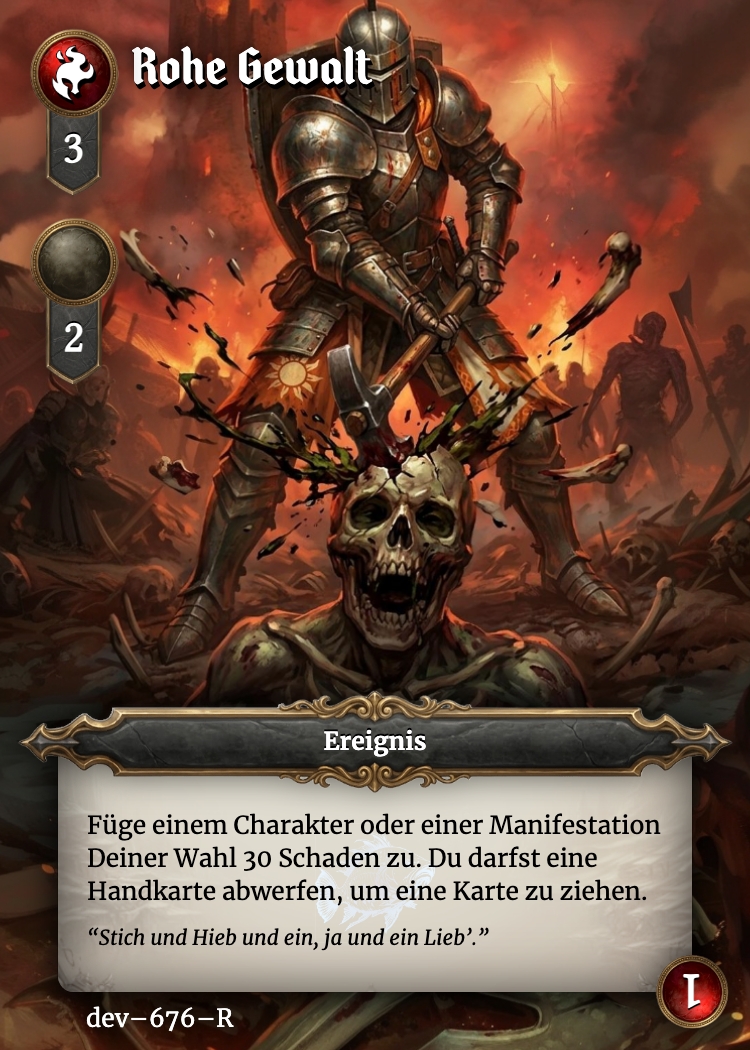 Rohe Gewalt
3
2
Ereignis
Füge einem Charakter oder einer Manifestation
Deiner Wahl 30 Schaden zu. Du darfst eine
Handkarte abwerfen, um eine Karte zu ziehen.
“Stich und Hieb und ein, ja und ein Lieb’.”
1
dev–676–R